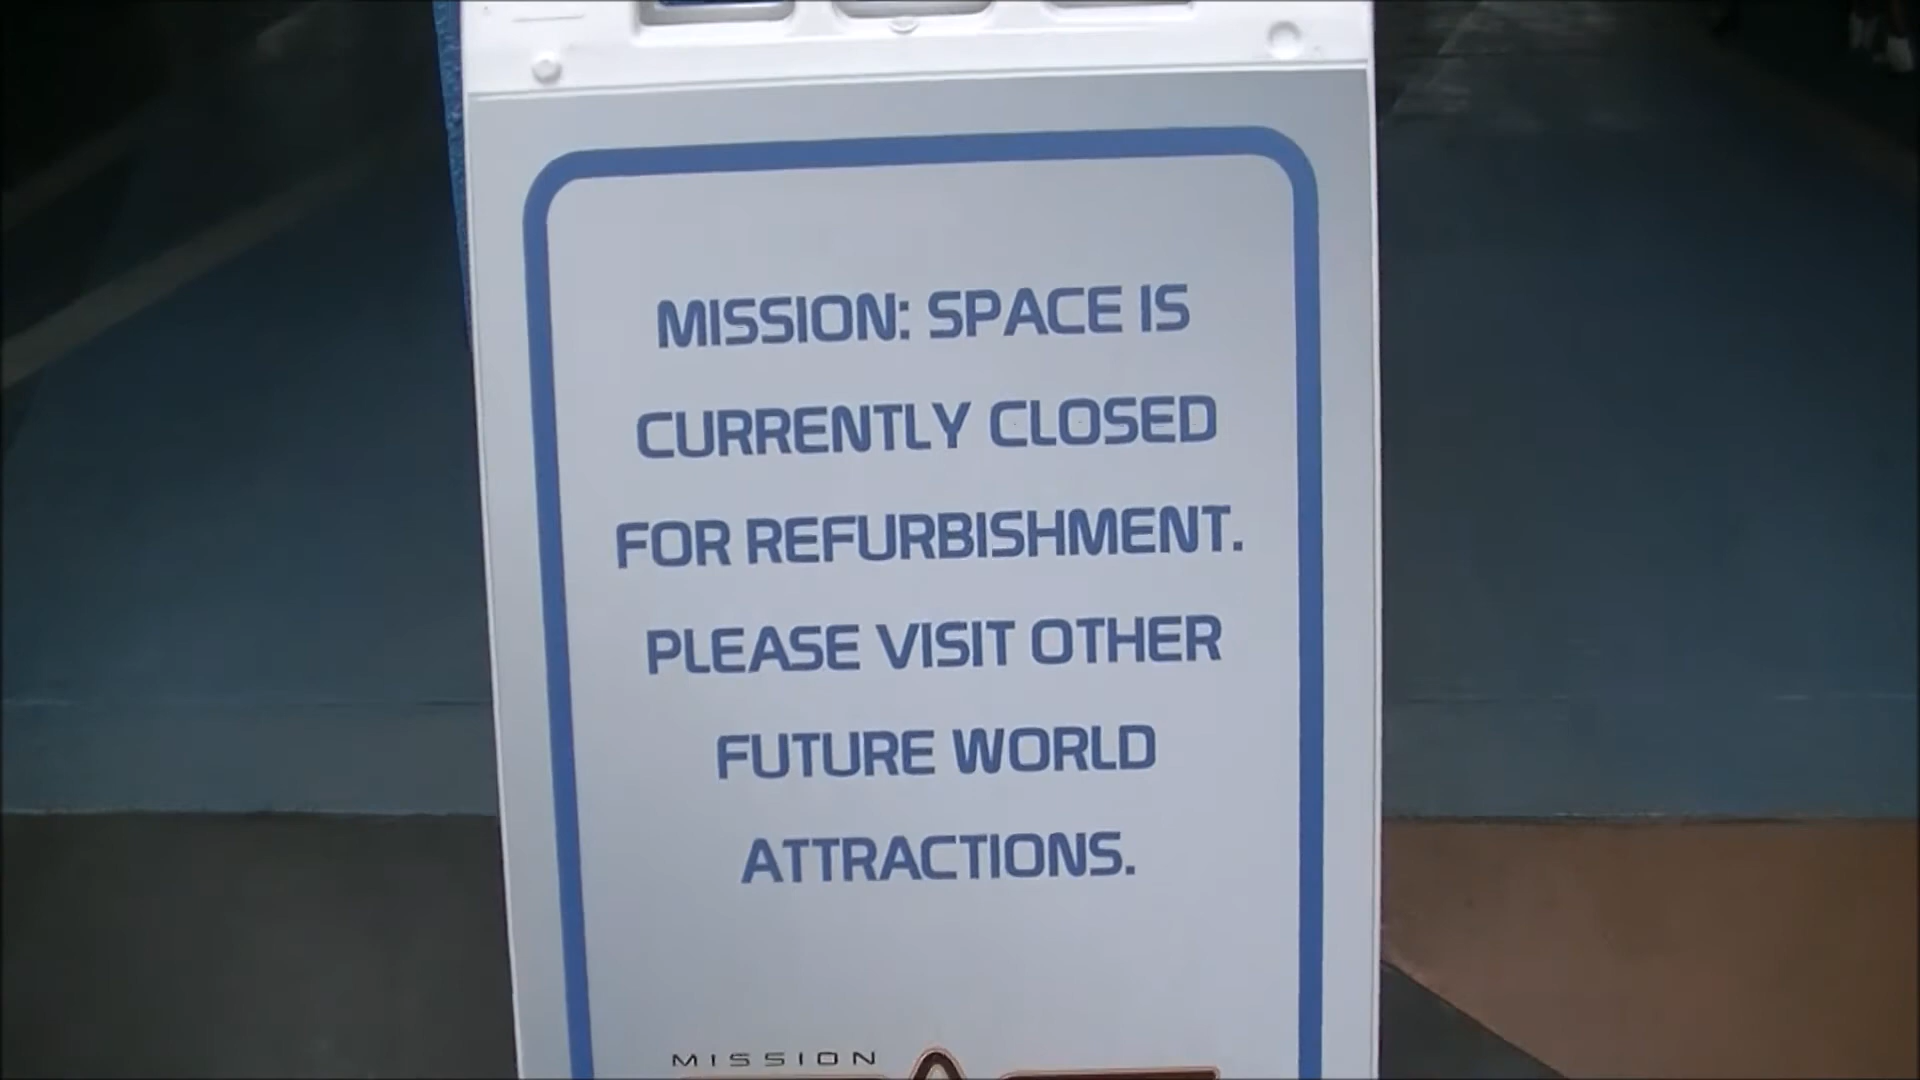 MISSION: SPACE IS
CURRENTLY CLOSED
FOR REFURBISHMENT.
PLEASE VISIT OTHER
FUTURE WORLD
ATTRACTIONS.
MISSION